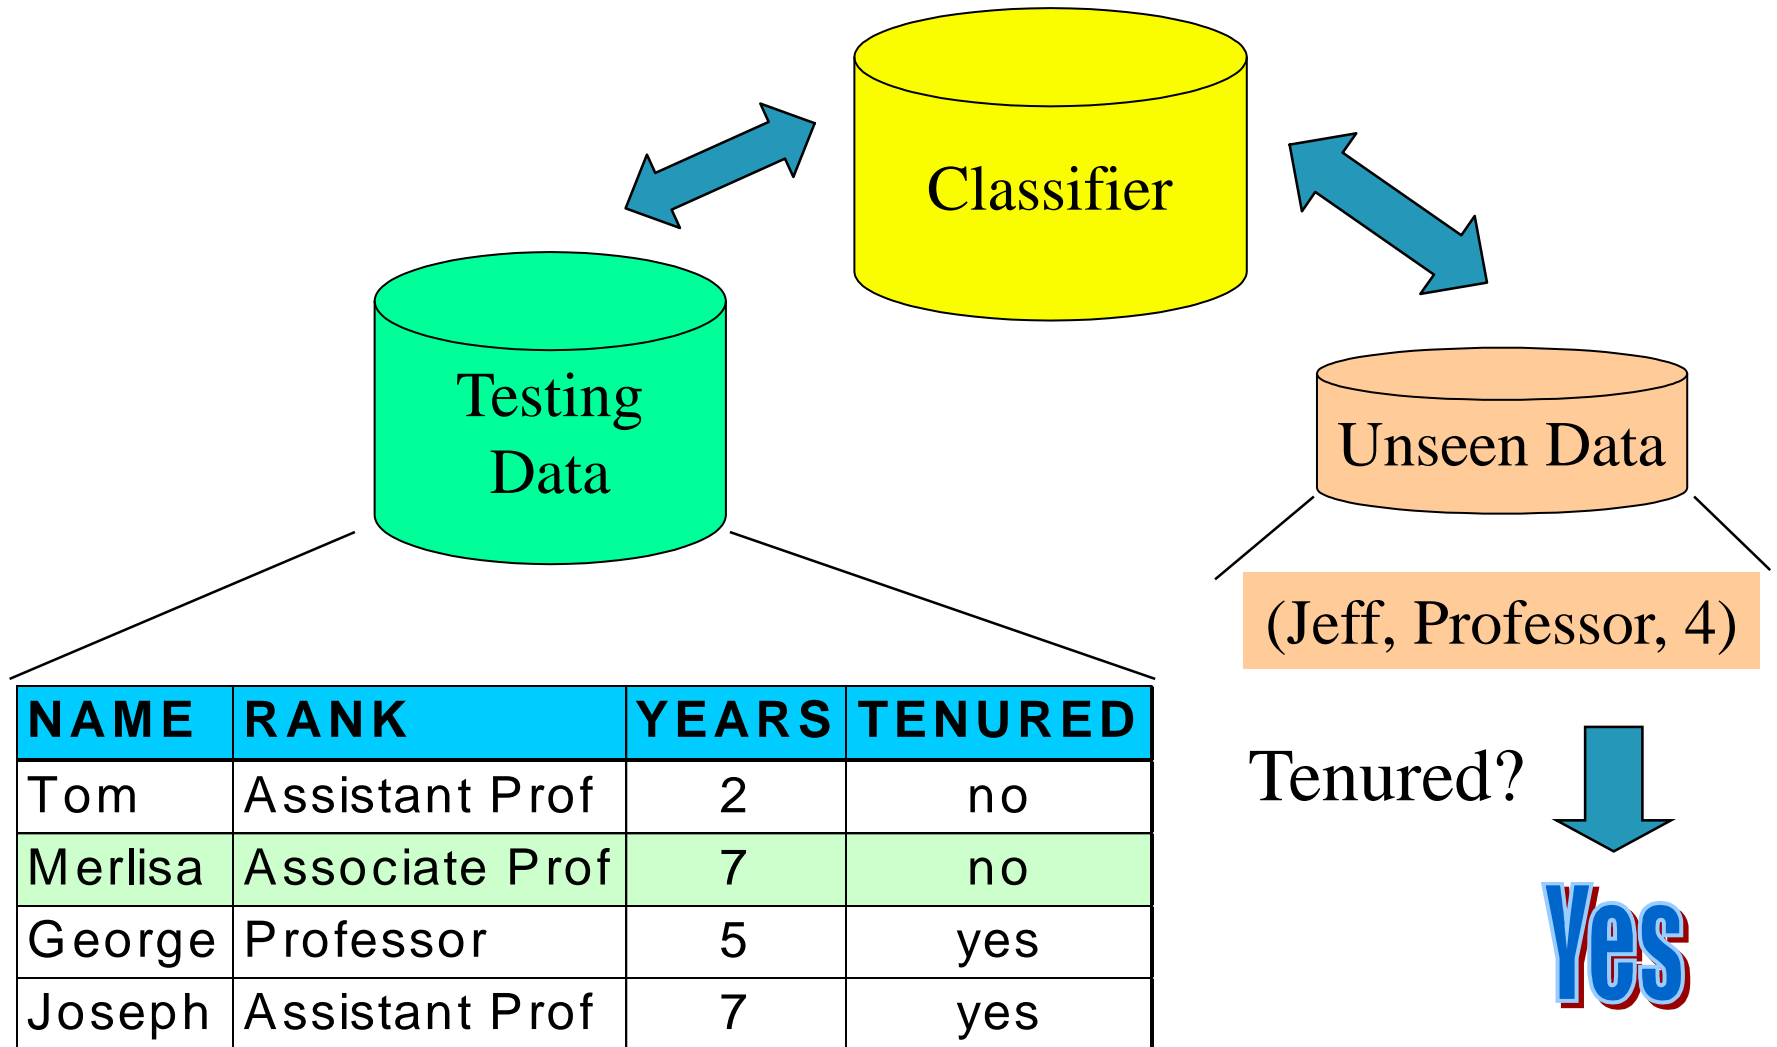 Classifier
Testing
Data
Unseen Data
(Jeff, Professor, 4)
NAME RANK YEARS TENURED
Tom Assistant Prof 2 no
Merlisa Associate Prof 7 no
George Professor 5 yes
Joseph Assistant Prof 7 yes
Tenured?
Yes